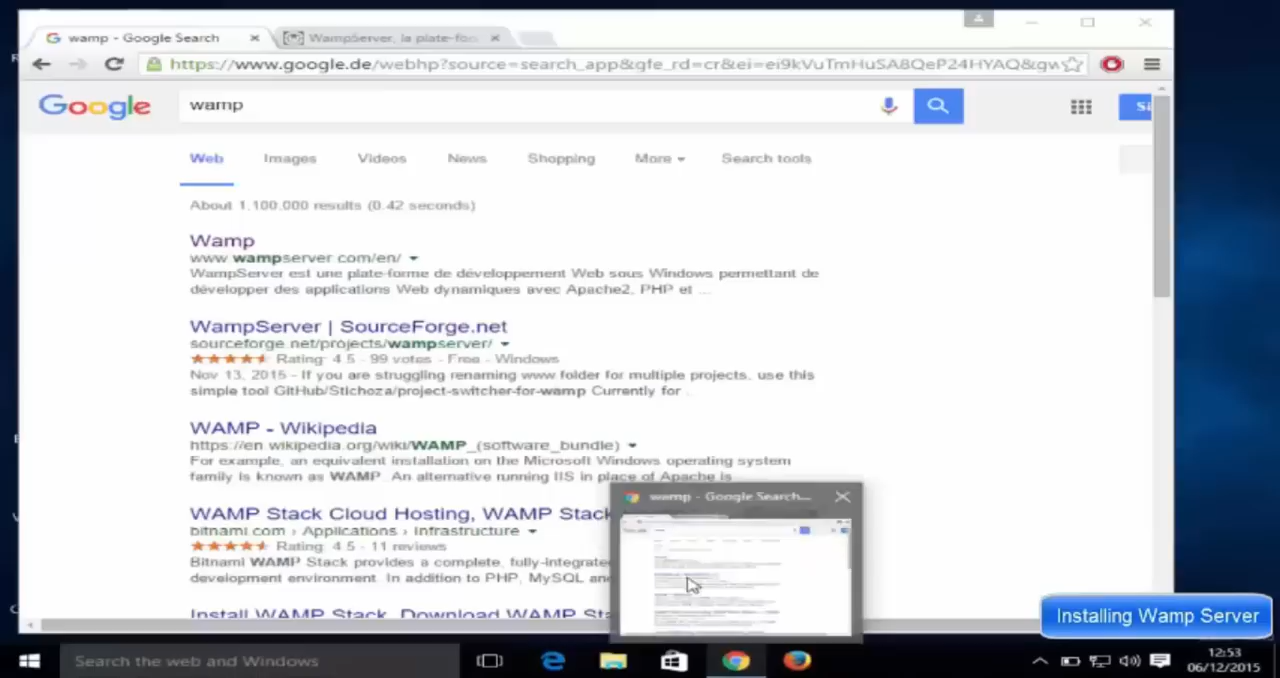 wamp - Google Search
WampServer, la plate-for
https://www.google.de/webhp?source=search_app&gfe_rd=cr&ei=ei9kVuTmHuSA8QeP24HYAQ&gw
Google
wamp
Si
Web Images Videos News Shopping More Search tools
About 1,100,000 results (0.42 seconds)
Wamp
www.wampserver.com/en/
WampServer est une plate-forme de développement Web sous Windows permettant de
développer des applications Web dynamiques avec Apache2, PHP et ...
WampServer | SourceForge.net
sourceforge.net/projects/wampserver/
Rating: 4.5 - 99 votes - Free - Windows
Nov 13, 2015 - If you are struggling renaming www folder for multiple projects, use this
simple tool GitHub/Stichoza/project-switcher-for-wamp Currently for
WAMP - Wikipedia
https://en.wikipedia.org/wiki/WAMP_(software_bundle)
For example, an equivalent installation on the Microsoft Windows operating system
family is known as WAMP. An alternative running IIS in place of Apache is
WAMP Stack Cloud Hosting, WAMP Stack
bitnami.com › Applications › Infrastructure
Rating: 4.5 - 11 reviews
Bitnami WAMP Stack provides a complete, fully-integrate
development environment. In addition to PHP, MySQL and
Install WAMP Stack, Download WAMP Sta
wamp - Google Search...
Installing Wamp Server
Search the web and Windows
12:53
06/12/2015